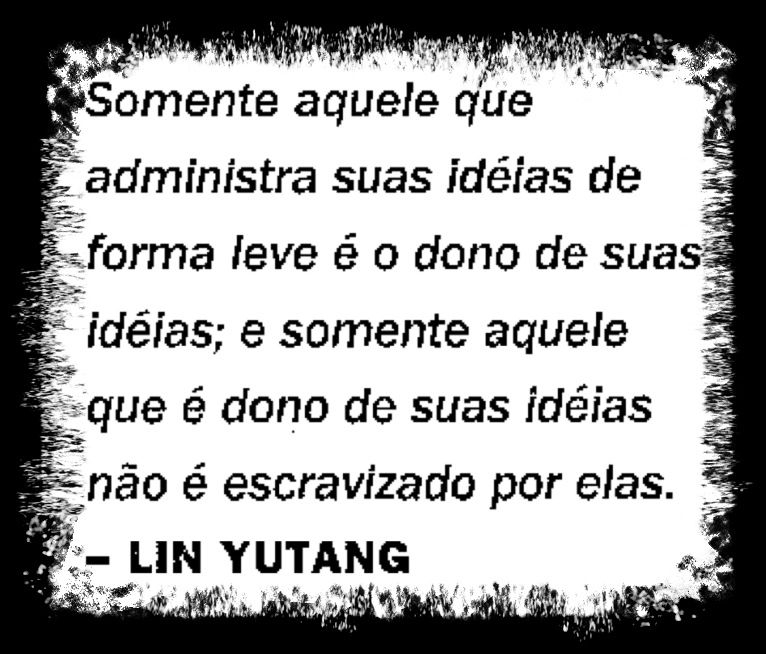 Somente aquele que
administra suas idéias de
forma leve é o dono de suas
idéias; e somente aquele
que é dono de suas idéias
não é escravizado por elas.
– LIN YUTANG